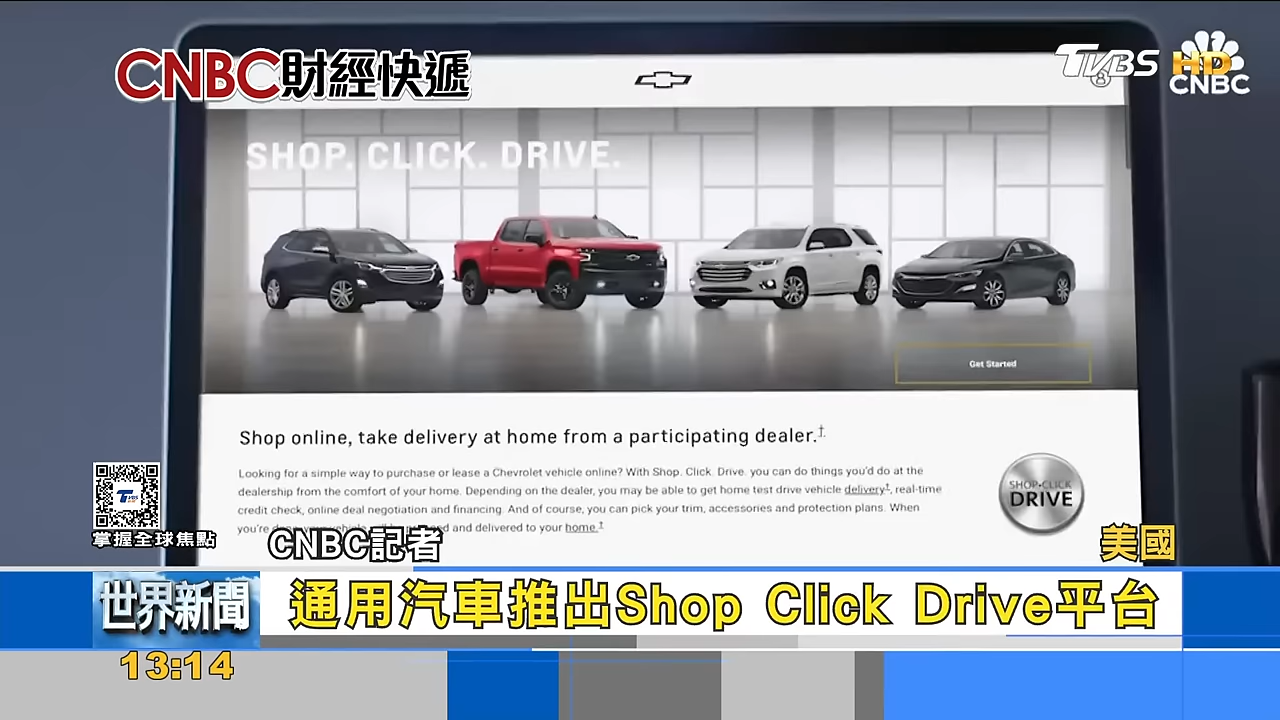 CNBC財經快遞
TVBS HD
CNBC
SHOP. CLICK. DRIVE.
Get Started
Shop online, take delivery at home from a participating dealer.†
Looking for a simple way to purchase or lease a Chevrolet vehicle online? With Shop. Click. Drive. you can do things you'd do at the
dealership from the comfort of your home. Depending on the dealer, you may be able to get home test drive vehicle delivery†, real-time
credit check, online deal negotiation and financing. And of course, you can pick your trim, accessories and protection plans. When
you're and delivered to your home.†
SHOP•CLICK
DRIVE
TVBS
掌握全球焦點
CNBC記者
美國
世界新聞
通用汽車推出Shop Click Drive平台
13:14